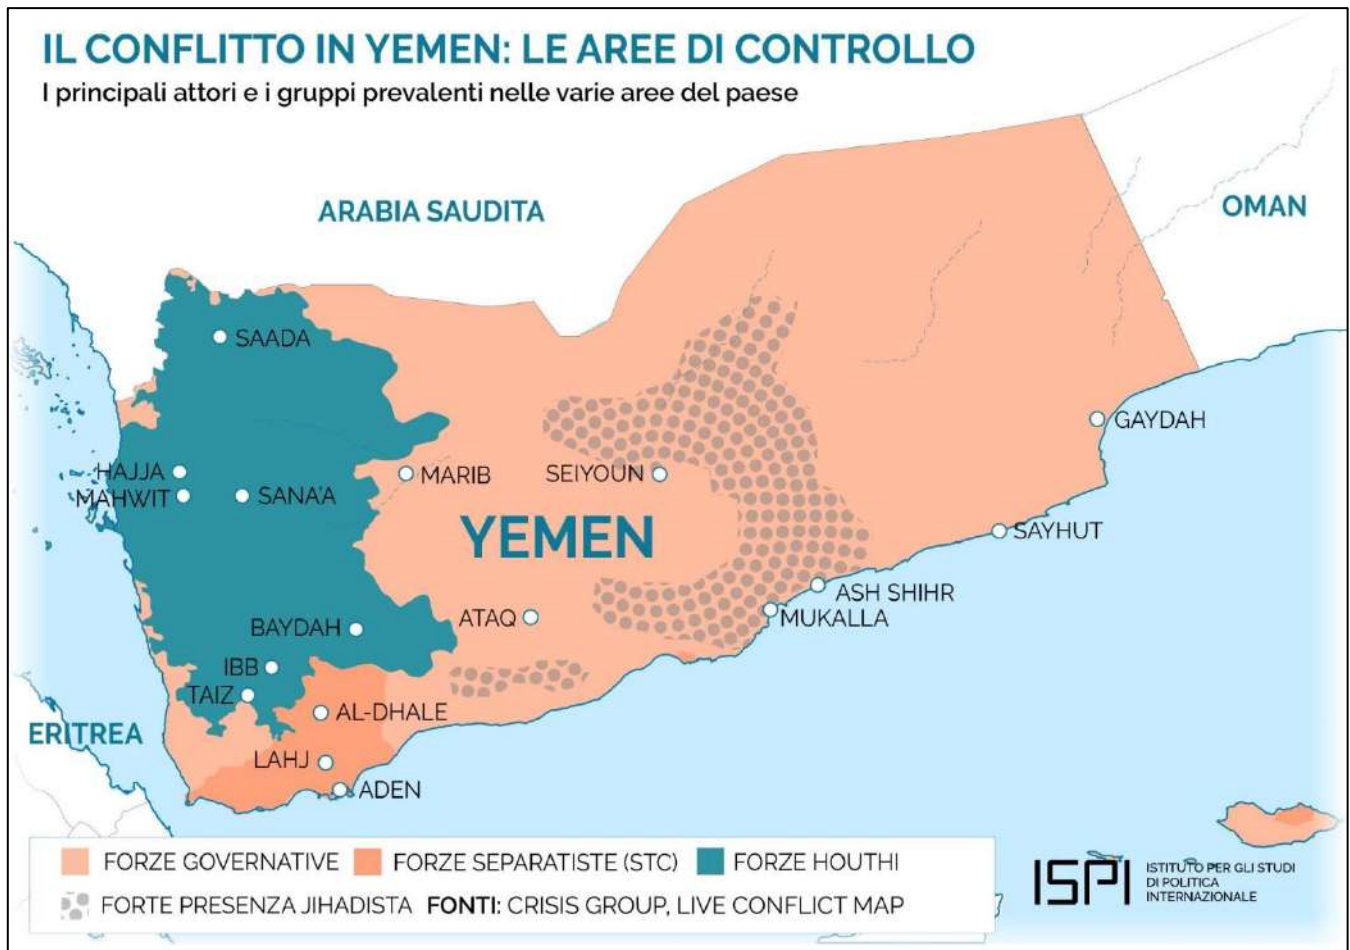 IL CONFLITTO IN YEMEN: LE AREE DI CONTROLLO
I principali attori e i gruppi prevalenti nelle varie aree del paese
ARABIA SAUDITA
OMAN
SAADA
GAYDAH
HAJJA
MARIB
SEIYOUN
MAHWIT
SANA'A
YEMEN
SAYHUT
ASH SHIHR
ATAQ
MUKALLA
BAYDAH
IBB
TAIZ
AL-DHALE
ERITREA
LAHJ
ADEN
FORZE GOVERNATIVE
FORZE SEPARATISTE (STC)
FORZE HOUTHI
FORTE PRESENZA JIHADISTA
FONTI: CRISIS GROUP, LIVE CONFLICT MAP
ISPI
ISTITUTO PER GLI STUDI
DI POLITICA
INTERNAZIONALE